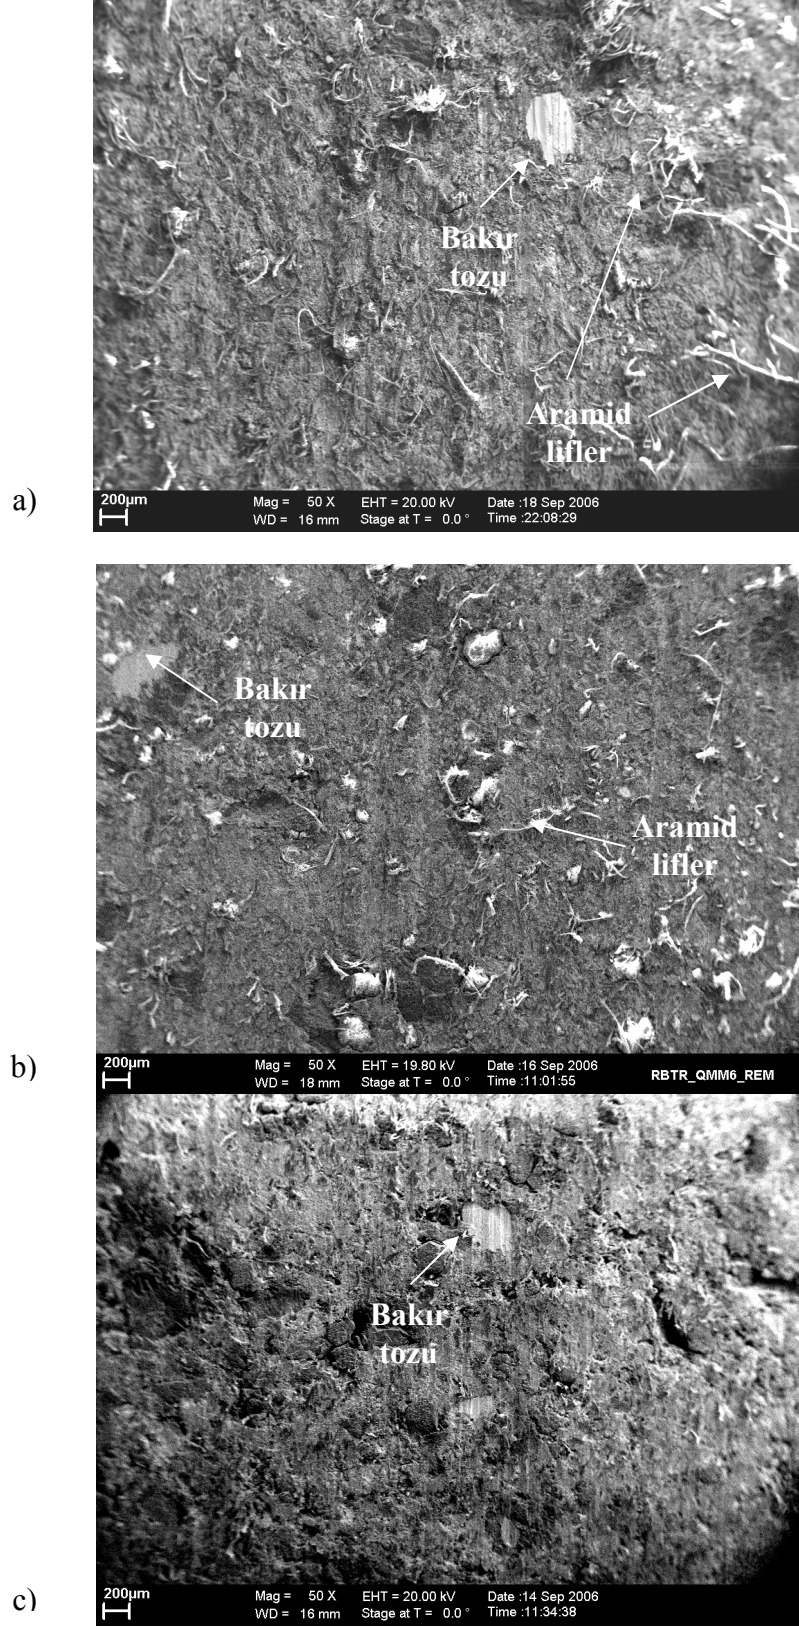 Bakır
tozu
Aramid
lifler
a)
200µm
Mag = 50 X EHT = 20.00 kV Date :18 Sep 2006
WD = 16 mm Stage at T = 0.0 ° Time :22:08:29
Bakır
tozu
Aramid
lifler
b)
200µm
Mag = 50 X EHT = 19.80 kV Date :16 Sep 2006
WD = 18 mm Stage at T = 0.0 ° Time :11:01:55 RBTR_QMM6_REM
Bakır
tozu
c)
200µm
Mag = 50 X EHT = 20.00 kV Date :14 Sep 2006
WD = 16 mm Stage at T = 0.0 ° Time :11:34:38